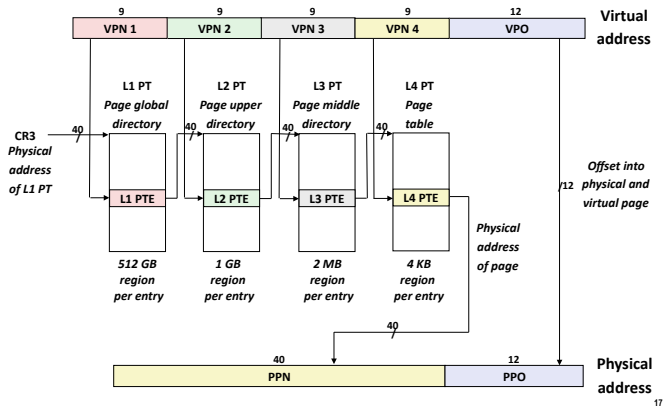 9 9 9 9 12 Virtual
VPN 1 VPN 2 VPN 3 VPN 4 VPO address
L1 PT L2 PT L3 PT L4 PT
Page global Page upper Page middle Page
directory directory directory table
40 40 40 40
CR3
Physical
address
of L1 PT
L1 PTE L2 PTE L3 PTE L4 PTE
Offset into
physical and
virtual page
12
Physical
address
of page
512 GB 1 GB 2 MB 4 KB
region region region region
per entry per entry per entry per entry
40
40 12 Physical
PPN PPO address
17